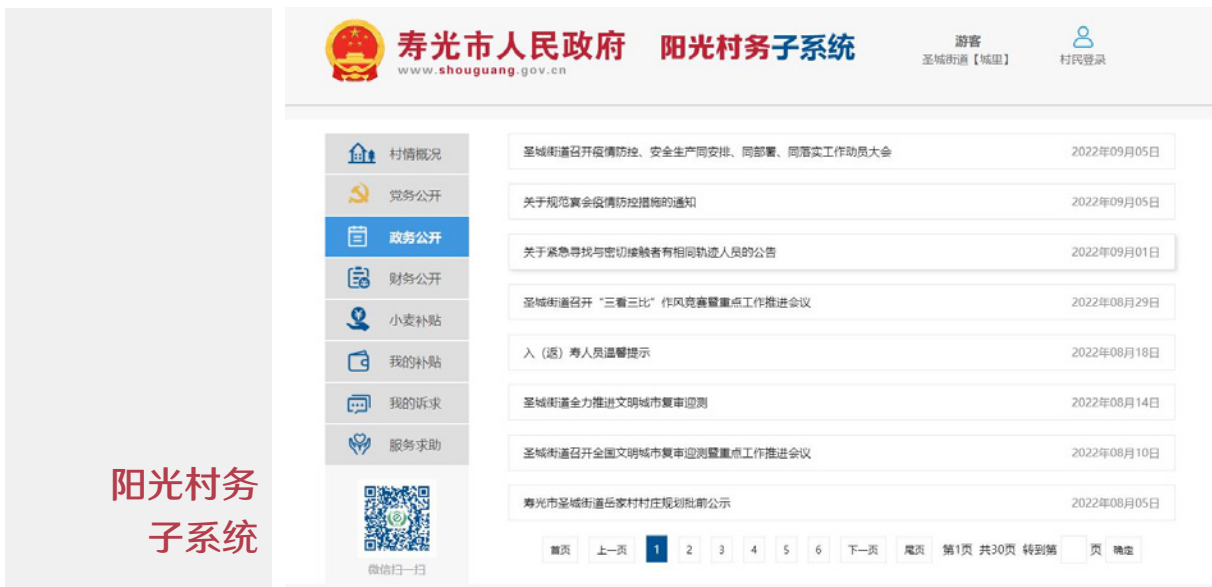 寿光市人民政府 阳光村务子系统
www.shouguang.gov.cn
游客
圣城街道【城里】
村民登录
村情概况
党务公开
政务公开
财务公开
小麦补贴
我的补贴
我的诉求
服务求助
微信扫一扫
圣城街道召开疫情防控、安全生产同安排、同部署、同落实工作动员大会 2022年09月05日
关于规范宴会疫情防控措施的通知 2022年09月05日
关于紧急寻找与密切接触者有相同轨迹人员的公告 2022年09月01日
圣城街道召开“三看三比”作风竞赛暨重点工作推进会议 2022年08月29日
入（返）寿人员温馨提示 2022年08月18日
圣城街道全力推进文明城市复审迎测 2022年08月14日
圣城街道召开全国文明城市复审迎测暨重点工作推进会议 2022年08月10日
寿光市圣城街道岳家村村庄规划批前公示 2022年08月05日
首页 上一页 1 2 3 4 5 6 下一页 尾页 第1页 共30页 转到第 页 确定
阳光村务
子系统